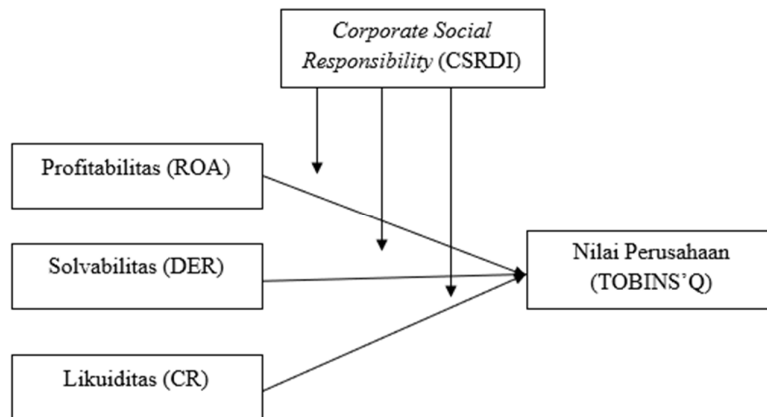 Corporate Social
Responsibility (CSRDI)
Profitabilitas (ROA)
Solvabilitas (DER)
Nilai Perusahaan
(TOBINS’Q)
Likuiditas (CR)